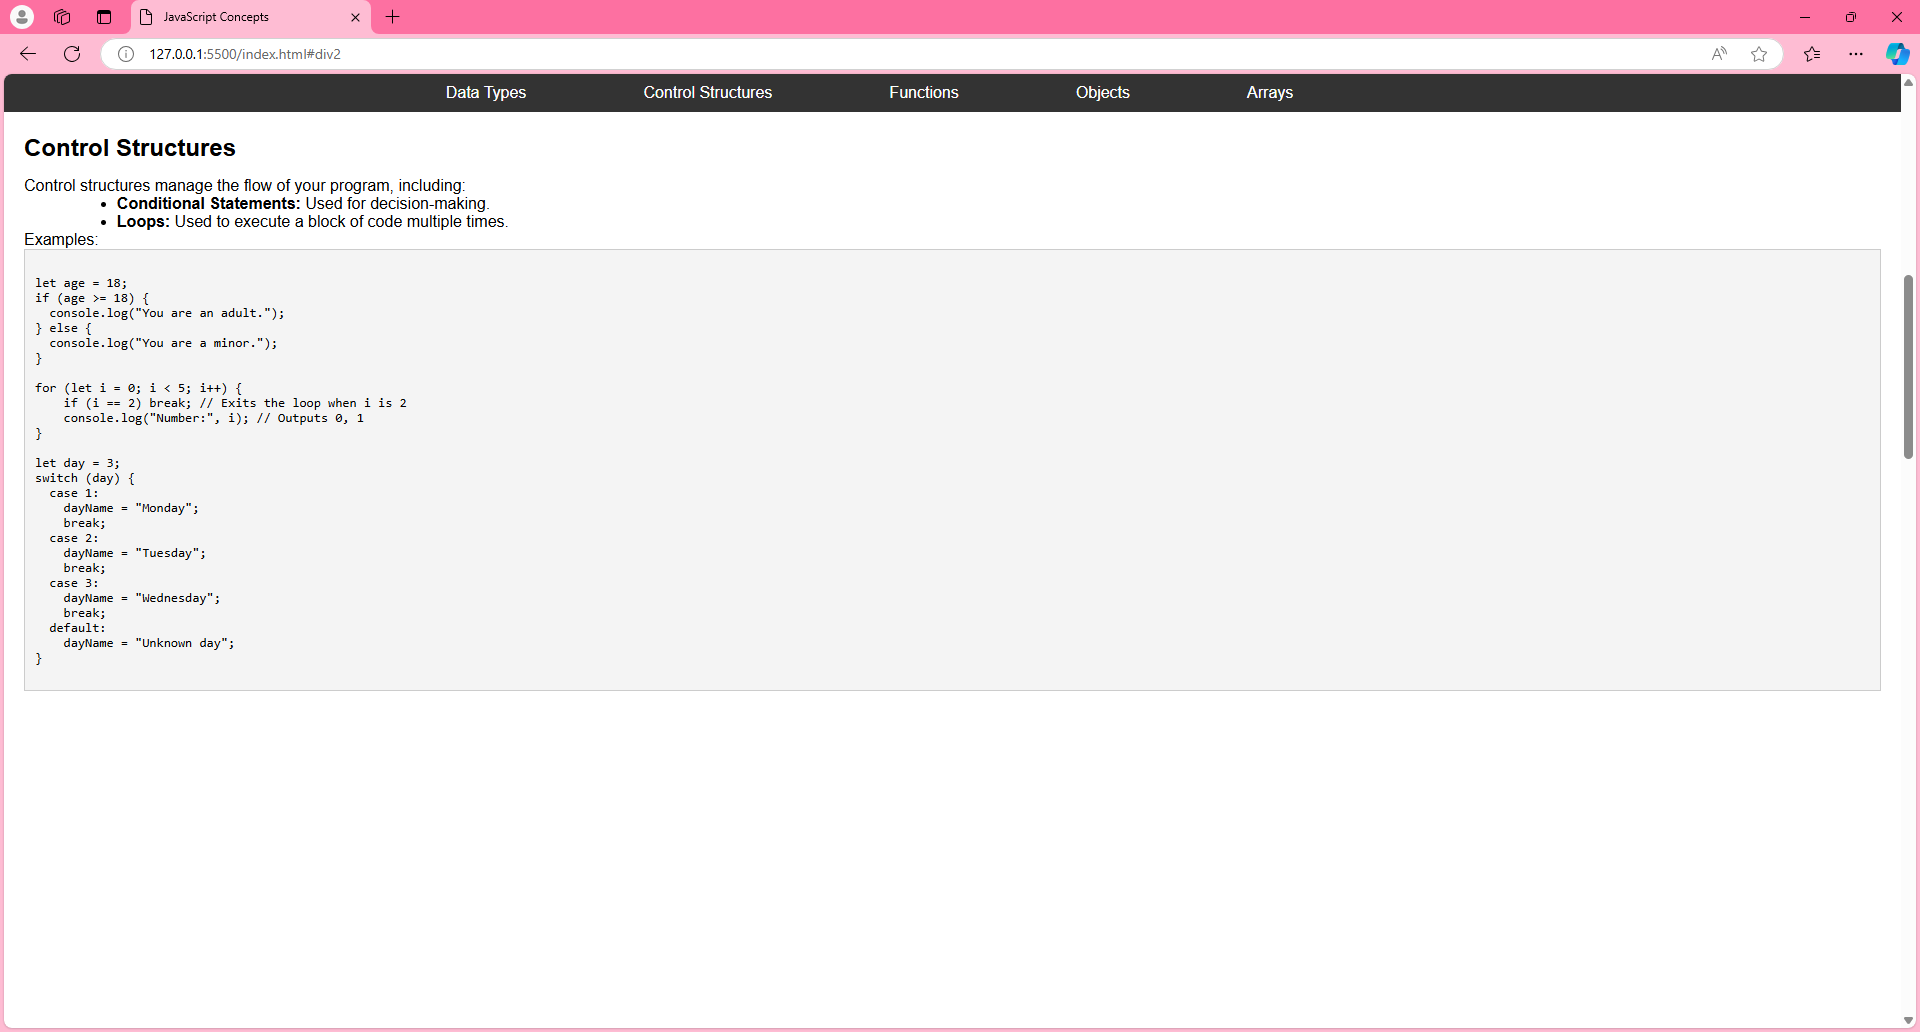 JavaScript Concepts
127.0.0.1:5500/index.html#div2
Data Types Control Structures Functions Objects Arrays
Control Structures
Control structures manage the flow of your program, including:
• Conditional Statements: Used for decision-making.
• Loops: Used to execute a block of code multiple times.
Examples:
let age = 18;
if (age >= 18) {
  console.log("You are an adult.");
} else {
  console.log("You are a minor.");
}
for (let i = 0; i < 5; i++) {
    if (i == 2) break; // Exits the loop when i is 2
    console.log("Number:", i); // Outputs 0, 1
}
let day = 3;
switch (day) {
  case 1:
    dayName = "Monday";
    break;
  case 2:
    dayName = "Tuesday";
    break;
  case 3:
    dayName = "Wednesday";
    break;
  default:
    dayName = "Unknown day";
}